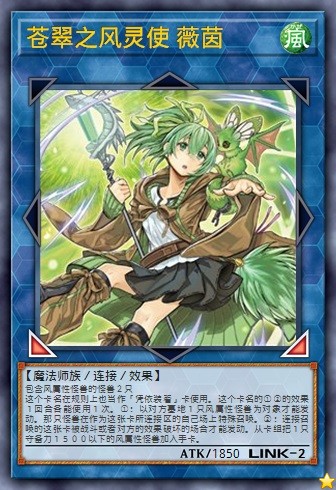 苍翠之风灵使 薇茵
風
【魔法师族／连接／效果】
包含风属性怪兽的怪兽2只
这个卡名在规则上也当作「凭依装着」卡使用。这个卡名的①②的效果
1回合各能使用1次。①：以对方墓地1只风属性怪兽为对象才能发
动。那只怪兽在作为这张卡所连接区的自己场上特殊召唤。②：连接召
唤的这张卡被战斗或者对方的效果破坏的场合才能发动。从卡组把1只
守备力1500以下的风属性怪兽加入手卡。
ATK/1850 LINK-2